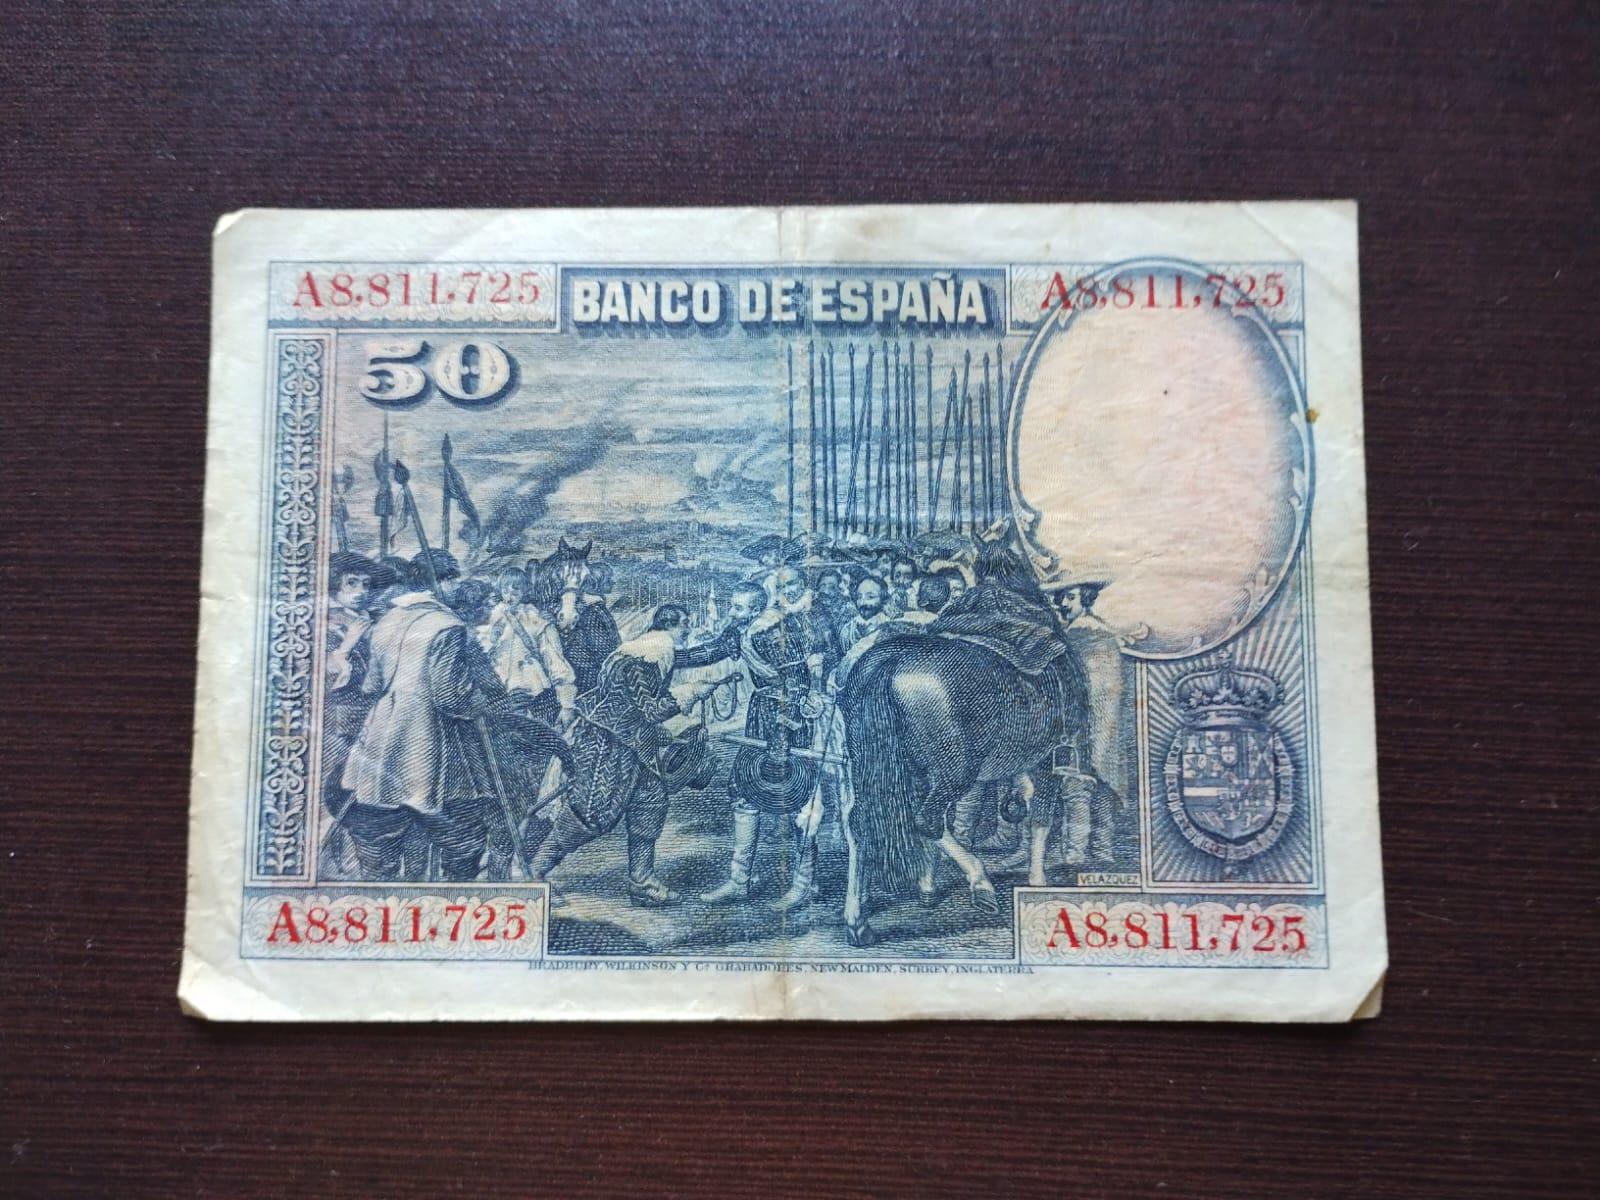 A8,811,725 BANCO DE ESPAÑA A8,811,725
50
VELAZQUEZ
A8,811,725 A8,811,725
BRADBURY, WILKINSON Y Cª GRABADORES, NEW MALDEN, SURREY, INGLATERRA